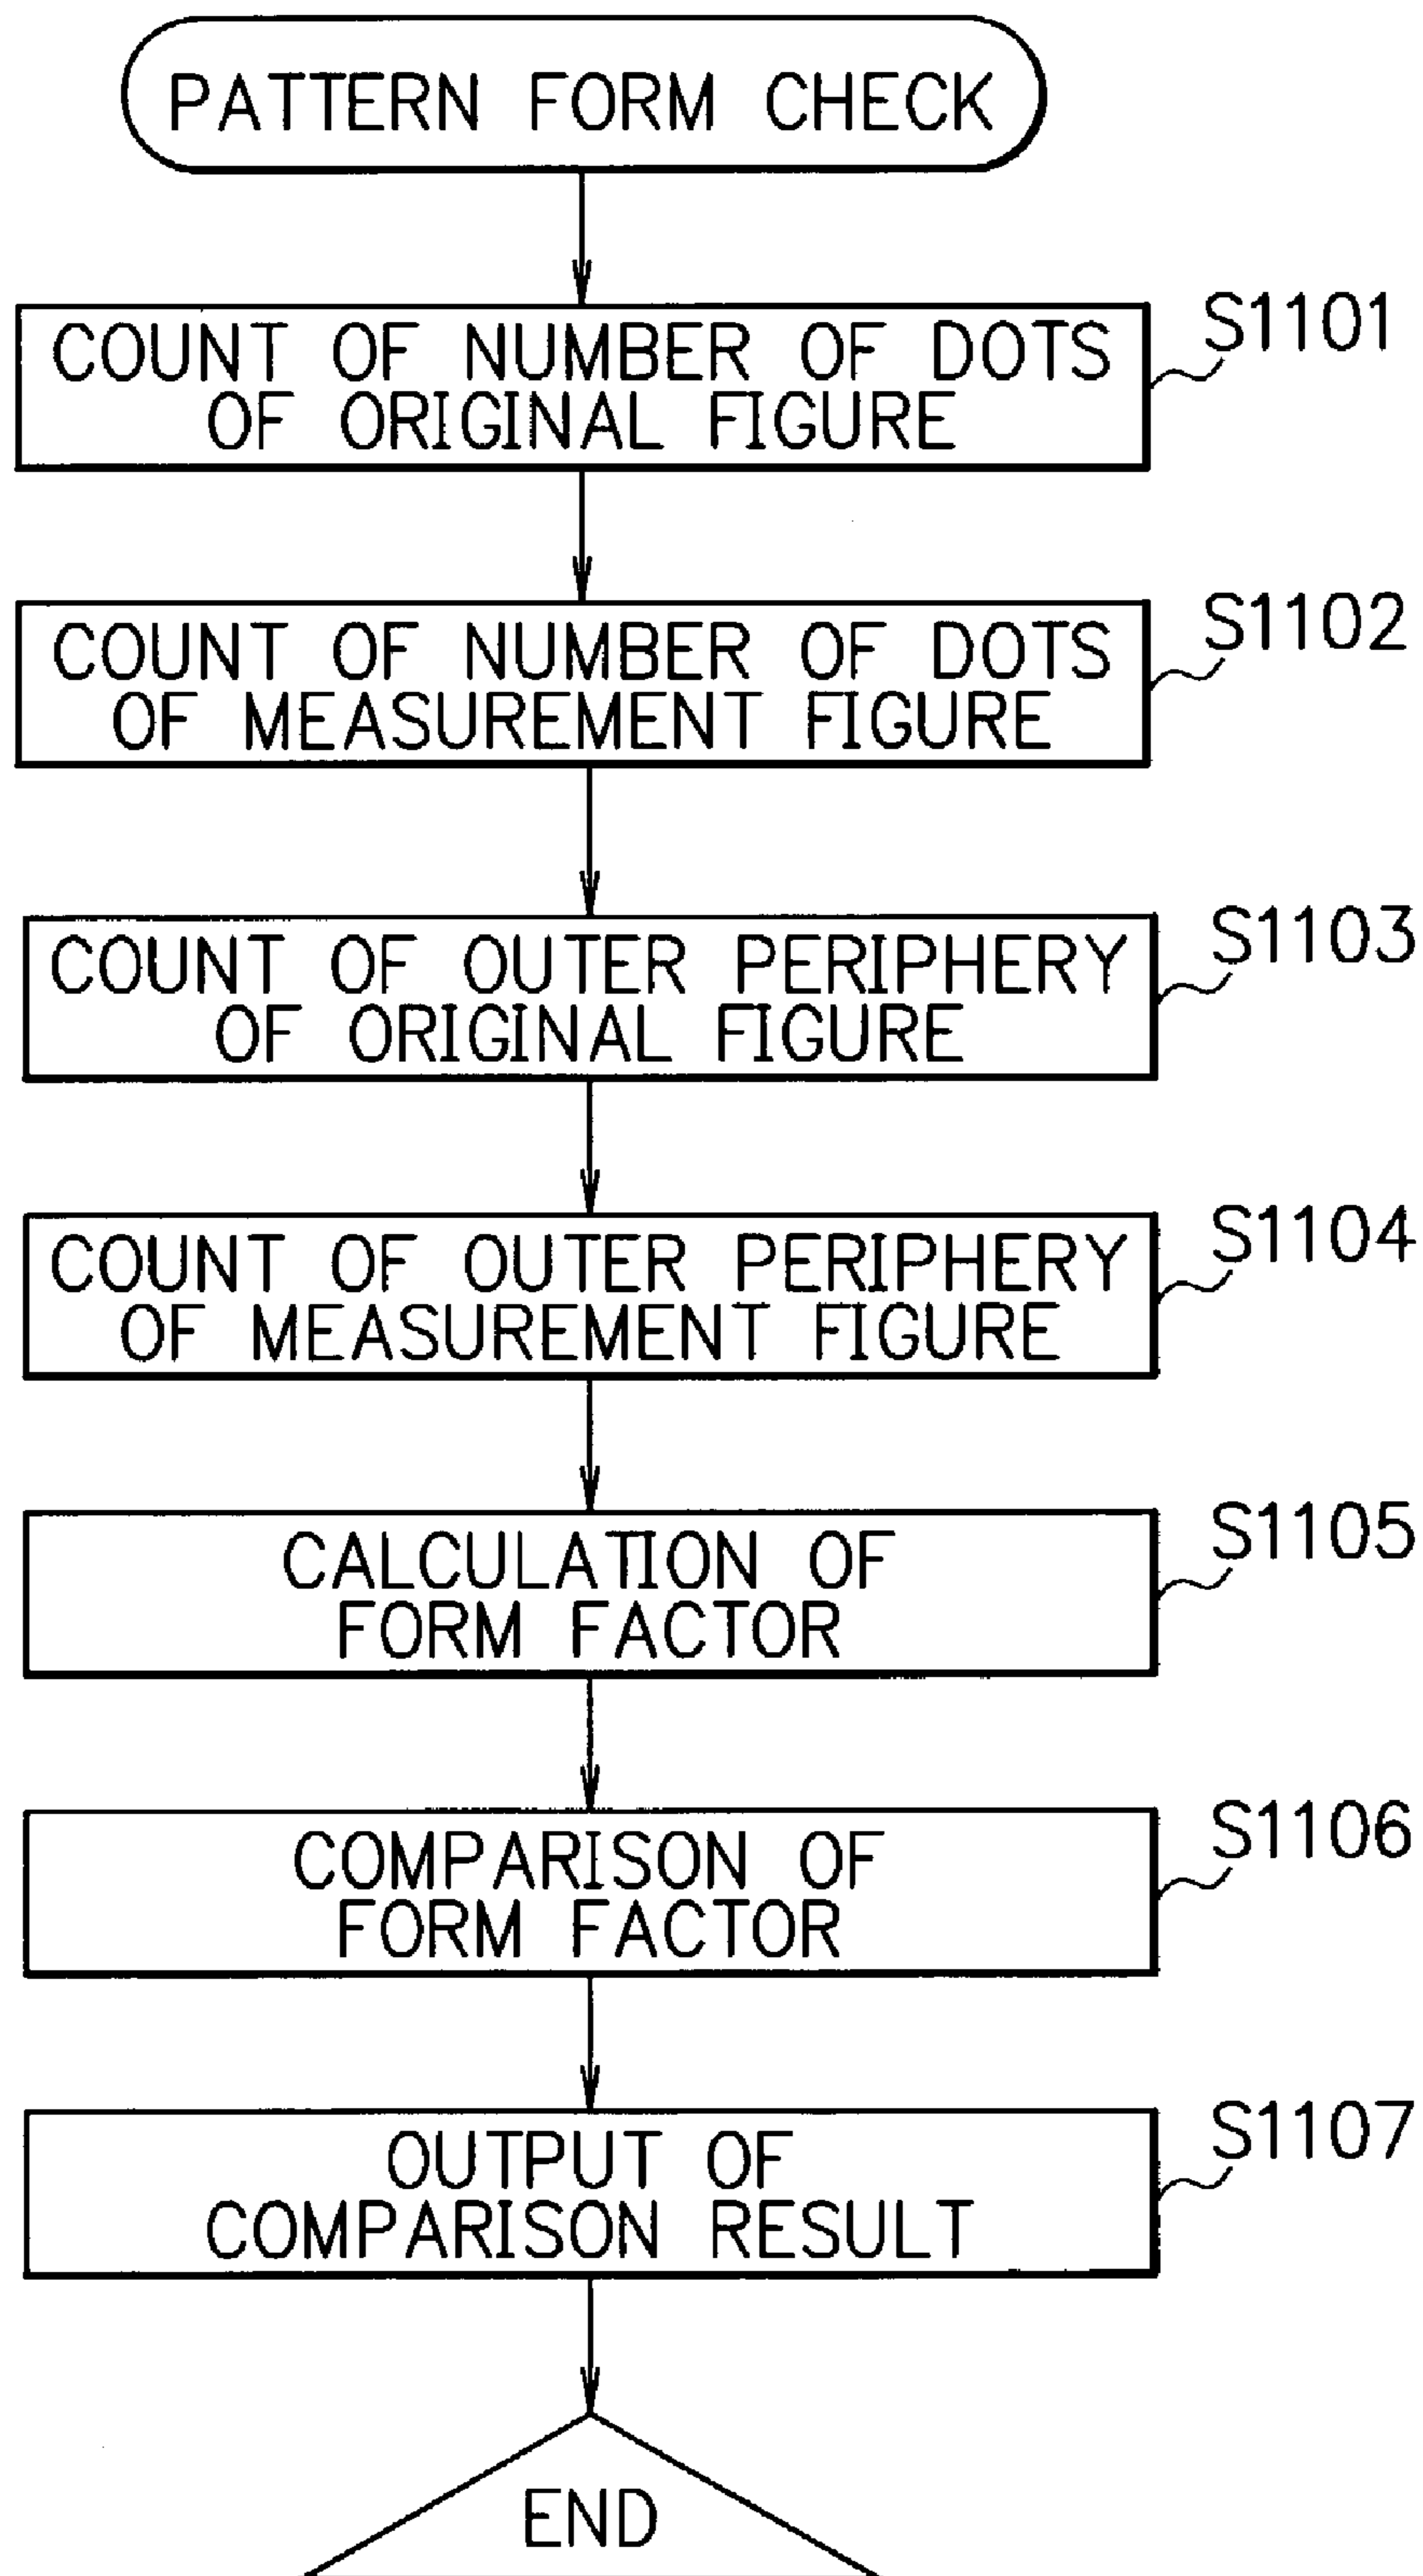 PATTERN FORM CHECK
COUNT OF NUMBER OF DOTS
OF ORIGINAL FIGURE
S1101
COUNT OF NUMBER OF DOTS
OF MEASUREMENT FIGURE
S1102
COUNT OF OUTER PERIPHERY
OF ORIGINAL FIGURE
S1103
COUNT OF OUTER PERIPHERY
OF MEASUREMENT FIGURE
S1104
CALCULATION OF
FORM FACTOR
S1105
COMPARISON OF
FORM FACTOR
S1106
OUTPUT OF
COMPARISON RESULT
S1107
END